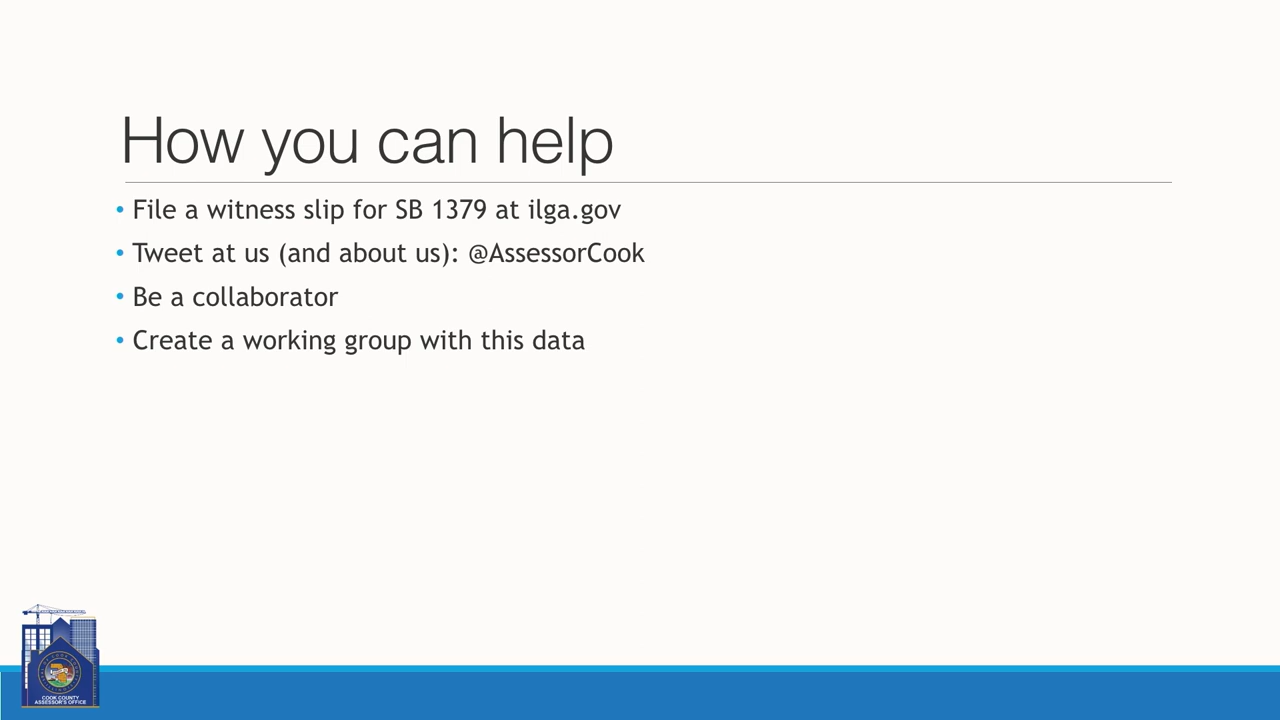 How you can help
• File a witness slip for SB 1379 at ilga.gov
• Tweet at us (and about us): @AssessorCook
• Be a collaborator
• Create a working group with this data
COOK COUNTY
ASSESSOR'S OFFICE